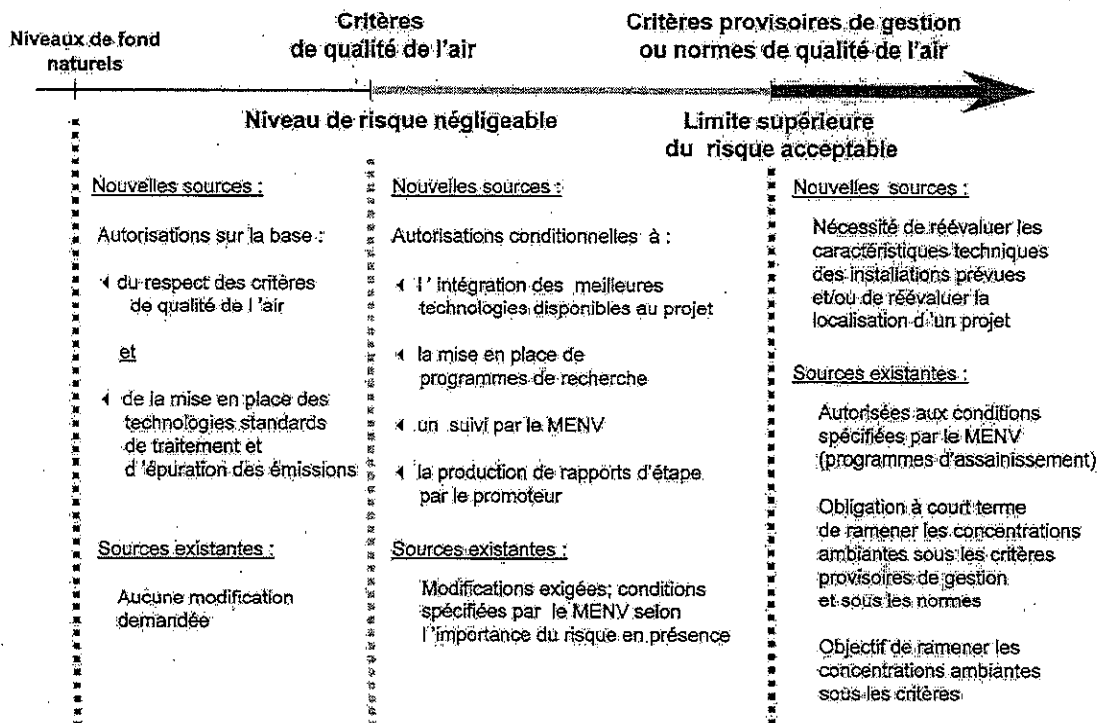 Niveaux de fond
naturels
Critères
de qualité de l'air
Critères provisoires de gestion
ou normes de qualité de l'air
Niveau de risque négligeable
Limite supérieure
du risque acceptable
Nouvelles sources :
Autorisations sur la base :
du respect des critères
de qualité de l 'air
et
de la mise en place des
technologies standards
de traitement et
d 'épuration des émissions
Sources existantes :
Aucune modification
demandée
Nouvelles sources :
Autorisations conditionnelles à :
l ' intégration des meilleures
technologies disponibles au projet
la mise en place de
programmes de recherche
un suivi par le MENV
la production de rapports d'étape
par le promoteur
Sources existantes :
Modifications exigées; conditions
spécifiées par le MENV selon
l 'importance du risque en présence
Nouvelles sources :
Nécessité de réévaluer les
caractéristiques techniques
des installations prévues
et/ou de réévaluer la
localisation d 'un projet
Sources existantes :
Autorisées aux conditions
spécifiées par le MENV
(programmes d'assainissement)
Obligation à court terme
de ramener les concentrations
ambiantes sous les critères
provisoires de gestion
et sous les normes
Objectif de ramener les
concentrations ambiantes
sous les critères